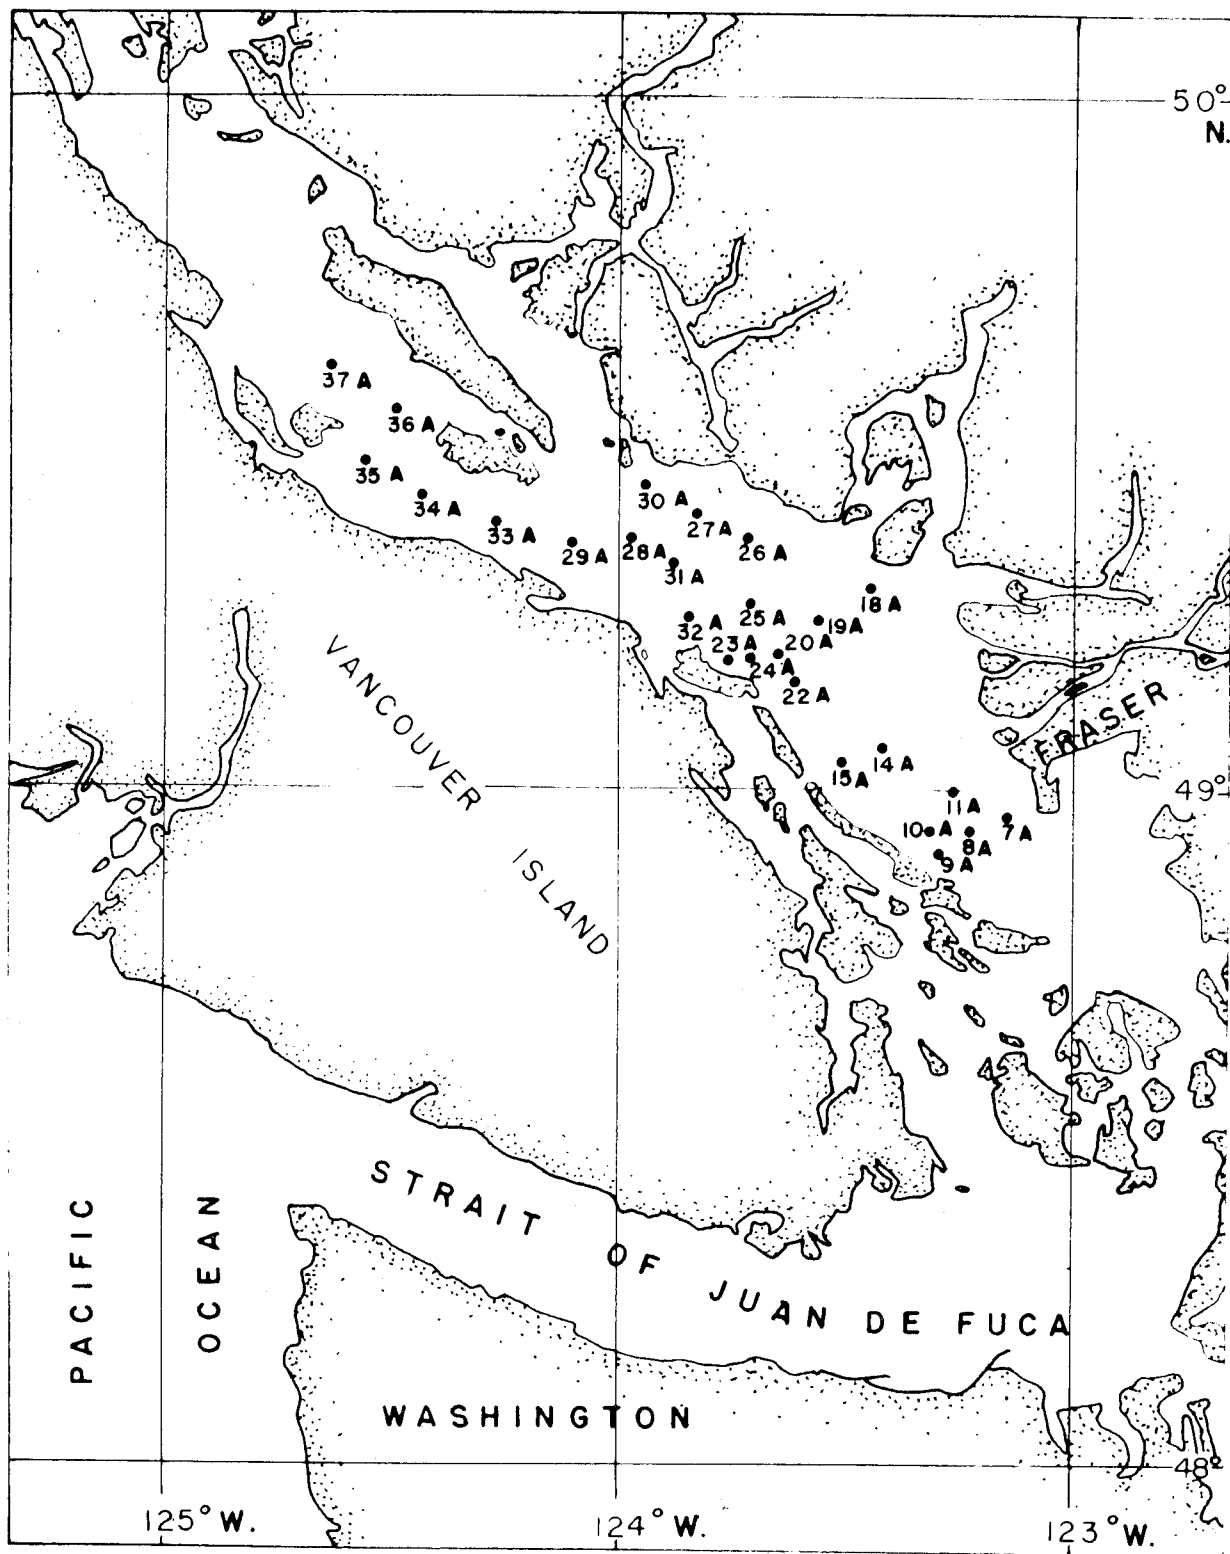 50°
N.
37 A
36 A
35 A
34 A
33 A
30 A
27 A
29 A
28 A
26 A
31 A
18 A
25 A
32 A
19 A
23 A
20 A
24 A
22 A
VANCOUVER
ISLAND
FRASER
14 A
15 A
49°
11 A
10 A
7 A
8 A
9 A
STRAIT OF JUAN DE FUCA
PACIFIC
OCEAN
WASHINGTON
48°
125° W.
124° W.
123° W.